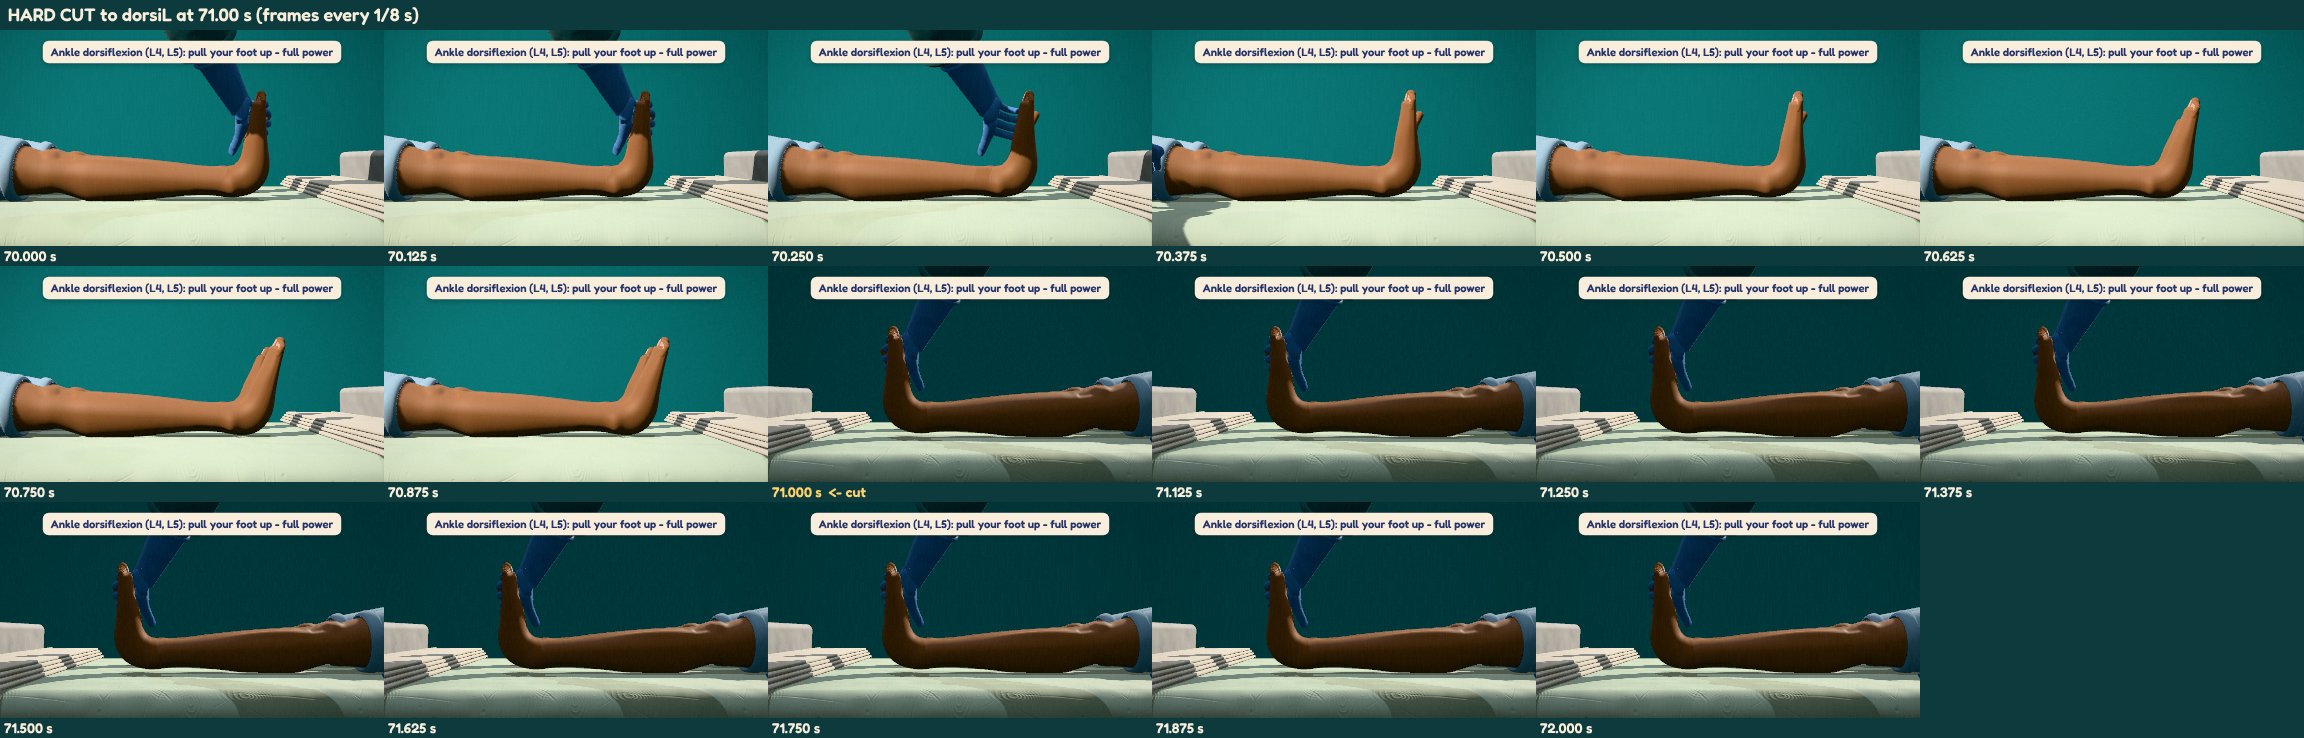 HARD CUT to dorsiL at 71.00 s (frames every 1/8 s)
Ankle dorsiflexion (L4, L5): pull your foot up - full power
Ankle dorsiflexion (L4, L5): pull your foot up - full power
Ankle dorsiflexion (L4, L5): pull your foot up - full power
Ankle dorsiflexion (L4, L5): pull your foot up - full power
Ankle dorsiflexion (L4, L5): pull your foot up - full power
Ankle dorsiflexion (L4, L5): pull your foot up - full power
70.000 s
70.125 s
70.250 s
70.375 s
70.500 s
70.625 s
Ankle dorsiflexion (L4, L5): pull your foot up - full power
Ankle dorsiflexion (L4, L5): pull your foot up - full power
Ankle dorsiflexion (L4, L5): pull your foot up - full power
Ankle dorsiflexion (L4, L5): pull your foot up - full power
Ankle dorsiflexion (L4, L5): pull your foot up - full power
Ankle dorsiflexion (L4, L5): pull your foot up - full power
70.750 s
70.875 s
71.000 s <- cut
71.125 s
71.250 s
71.375 s
Ankle dorsiflexion (L4, L5): pull your foot up - full power
Ankle dorsiflexion (L4, L5): pull your foot up - full power
Ankle dorsiflexion (L4, L5): pull your foot up - full power
Ankle dorsiflexion (L4, L5): pull your foot up - full power
Ankle dorsiflexion (L4, L5): pull your foot up - full power
71.500 s
71.625 s
71.750 s
71.875 s
72.000 s